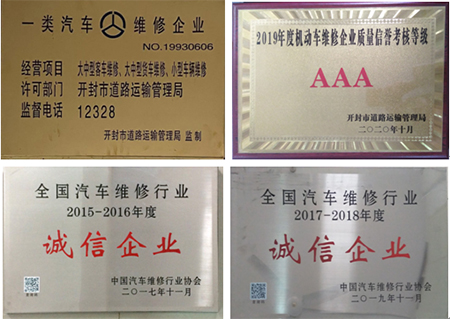 一类汽车维修企业
NO.19930606
经营项目 大中型客车维修、大中型货车维修、小型车辆维修
许可部门 开封市道路运输管理局
监督电话 12328
开封市道路运输管理局 监制
2019年度机动车维修企业质量信誉考核等级
AAA
开封市道路运输管理局
二〇二〇年十月
全国汽车维修行业
2015-2016年度
诚信企业
中国汽车维修行业协会
二〇一七年十一月
全国汽车维修行业
2017-2018年度
诚信企业
中国汽车维修行业协会
二〇一九年十一月